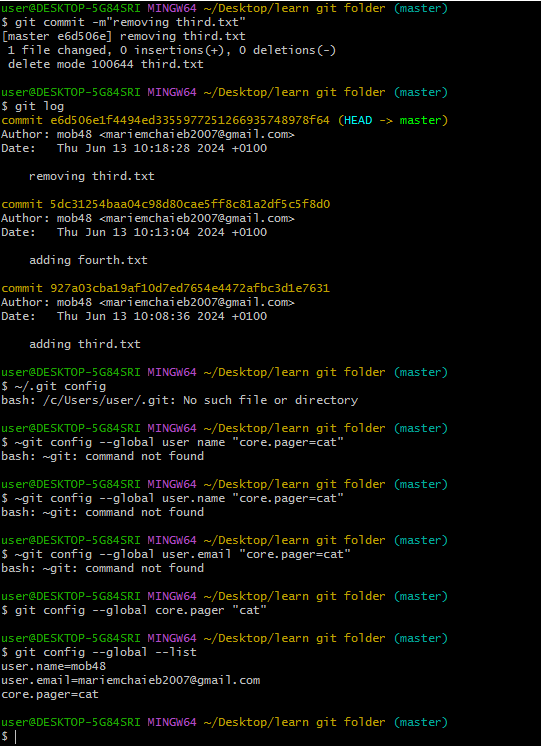 user@DESKTOP-5G84SRI MINGW64 ~/Desktop/learn git folder (master)
$ git commit -m"removing third.txt"
[master e6d506e] removing third.txt
 1 file changed, 0 insertions(+), 0 deletions(-)
 delete mode 100644 third.txt
user@DESKTOP-5G84SRI MINGW64 ~/Desktop/learn git folder (master)
$ git log
commit e6d506e1f4494ed3355977251266935748978f64 (HEAD -> master)
Author: mob48 <mariemchaieb2007@gmail.com>
Date:   Thu Jun 13 10:18:28 2024 +0100
    removing third.txt
commit 5dc31254baa04c98d80cae5ff8c81a2df5c5f8d0
Author: mob48 <mariemchaieb2007@gmail.com>
Date:   Thu Jun 13 10:13:04 2024 +0100
    adding fourth.txt
commit 927a03cba19af10d7ed7654e4472afbc3d1e7631
Author: mob48 <mariemchaieb2007@gmail.com>
Date:   Thu Jun 13 10:08:36 2024 +0100
    adding third.txt
user@DESKTOP-5G84SRI MINGW64 ~/Desktop/learn git folder (master)
$ ~/.git config
bash: /c/Users/user/.git: No such file or directory
user@DESKTOP-5G84SRI MINGW64 ~/Desktop/learn git folder (master)
$ ~git config --global user name "core.pager=cat"
bash: ~git: command not found
user@DESKTOP-5G84SRI MINGW64 ~/Desktop/learn git folder (master)
$ ~git config --global user.name "core.pager=cat"
bash: ~git: command not found
user@DESKTOP-5G84SRI MINGW64 ~/Desktop/learn git folder (master)
$ ~git config --global user.email "core.pager=cat"
bash: ~git: command not found
user@DESKTOP-5G84SRI MINGW64 ~/Desktop/learn git folder (master)
$ git config --global core.pager "cat"
user@DESKTOP-5G84SRI MINGW64 ~/Desktop/learn git folder (master)
$ git config --global --list
user.name=mob48
user.email=mariemchaieb2007@gmail.com
core.pager=cat
user@DESKTOP-5G84SRI MINGW64 ~/Desktop/learn git folder (master)
$